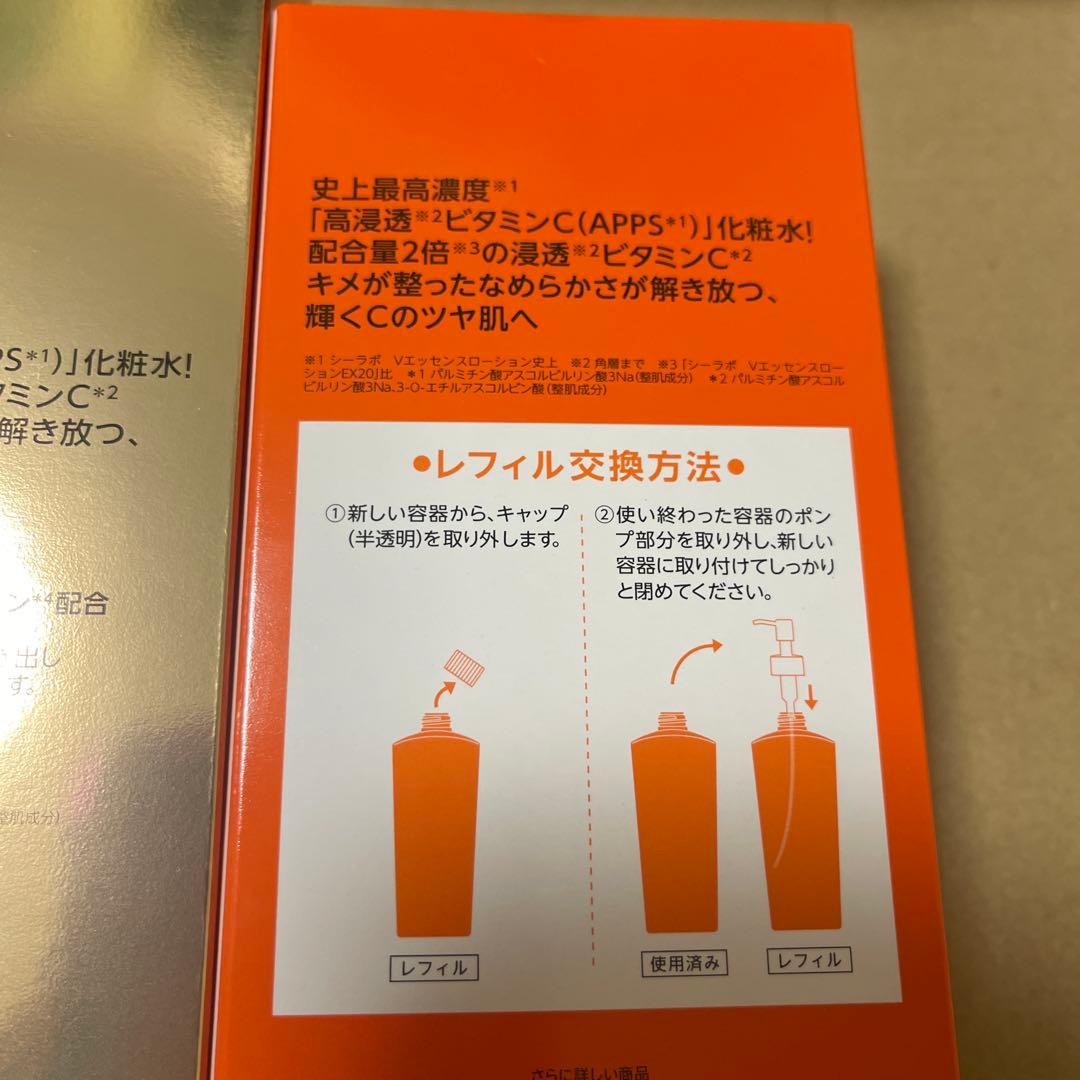 史上最高濃度※1
「高浸透※2ビタミンC(APPS*1)」化粧水!
配合量2倍※3の浸透※2ビタミンC*2
キメが整ったなめらかさが解き放つ、
輝くCのツヤ肌へ
※1 シーラボ Vエッセンスローション史上 ※2 角層まで ※3「シーラボ Vエッセンスロー
ションEX20」比 *1 パルミチン酸アスコルビルリン酸3Na(整肌成分) *2 パルミチン酸アスコル
ビルリン酸3Na、3-O-エチルアスコルビン酸(整肌成分)
●レフィル交換方法●
①新しい容器から、キャップ
(半透明)を取り外します。
②使い終わった容器のポン
プ部分を取り外し、新しい
容器に取り付けてしっかり
と閉めてください。
レフィル
使用済み
レフィル
さらに詳しい商品
PS*1)」化粧水!
ミンC*2
解き放つ、
ン*4配合
出し
す。
整肌成分)